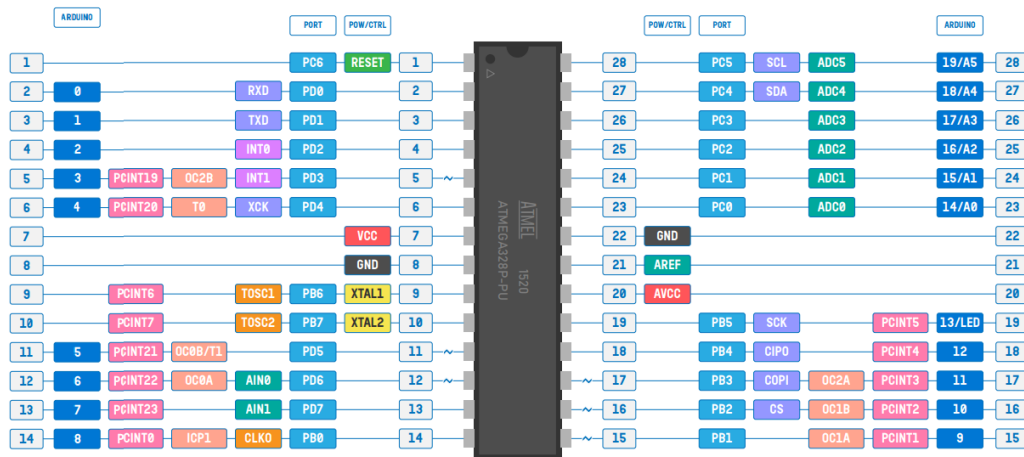 ARDUINO PORT POW/CTRL POW/CTRL PORT ARDUINO
1 PC6 RESET 1 28 PC5 SCL ADC5 19/A5 28
2 0 RXD PD0 2 27 PC4 SDA ADC4 18/A4 27
3 1 TXD PD1 3 26 PC3 ADC3 17/A3 26
4 2 INT0 PD2 4 25 PC2 ADC2 16/A2 25
5 3 PCINT19 OC2B INT1 PD3 5 ~ 24 PC1 ADC1 15/A1 24
6 4 PCINT20 T0 XCK PD4 6 23 PC0 ADC0 14/A0 23
7 VCC 7 22 GND 22
8 GND 8 21 AREF 21
9 PCINT6 TOSC1 PB6 XTAL1 9 20 AVCC 20
10 PCINT7 TOSC2 PB7 XTAL2 10 19 PB5 SCK PCINT5 13/LED 19
11 5 PCINT21 OC0B/T1 PD5 11 ~ 18 PB4 CIPO PCINT4 12 18
12 6 PCINT22 OC0A AIN0 PD6 12 ~ ~ 17 PB3 COPI OC2A PCINT3 11 17
13 7 PCINT23 AIN1 PD7 13 ~ 16 PB2 CS OC1B PCINT2 10 16
14 8 PCINT0 ICP1 CLKO PB0 14 ~ 15 PB1 OC1A PCINT1 9 15
ATMEL 1520
ATMEGA328P-PU